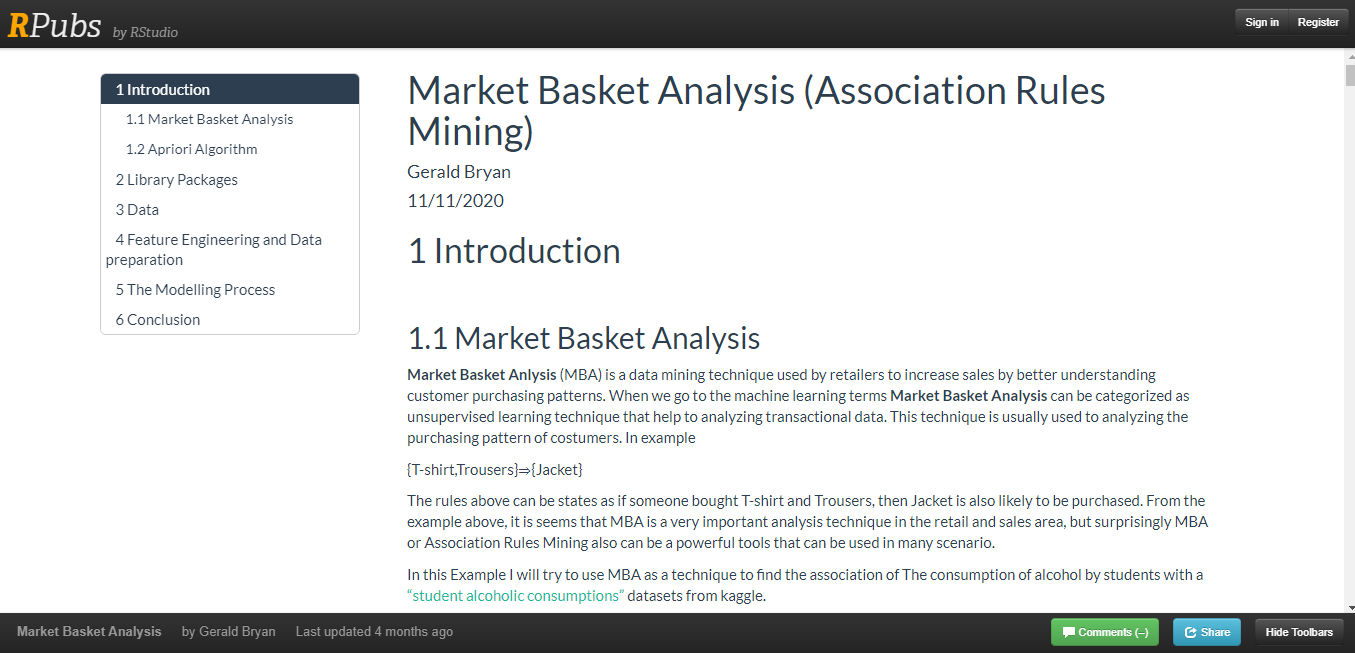 RPubs by RStudio
Sign in
Register
1 Introduction
1.1 Market Basket Analysis
1.2 Apriori Algorithm
2 Library Packages
3 Data
4 Feature Engineering and Data
preparation
5 The Modelling Process
6 Conclusion
Market Basket Analysis (Association Rules
Mining)
Gerald Bryan
11/11/2020
1 Introduction
1.1 Market Basket Analysis
Market Basket Anlysis (MBA) is a data mining technique used by retailers to increase sales by better understanding
customer purchasing patterns. When we go to the machine learning terms Market Basket Analysis can be categorized as
unsupervised learning technique that help to analyzing transactional data. This technique is usually used to analyzing the
purchasing pattern of costumers. In example
{T-shirt,Trousers}⇒{Jacket}
The rules above can be states as if someone bought T-shirt and Trousers, then Jacket is also likely to be purchased. From the
example above, it is seems that MBA is a very important analysis technique in the retail and sales area, but surprisingly MBA
or Association Rules Mining also can be a powerful tools that can be used in many scenario.
In this Example I will try to use MBA as a technique to find the association of The consumption of alcohol by students with a
“student alcoholic consumptions” datasets from kaggle.
Market Basket Analysis
by Gerald Bryan
Last updated 4 months ago
Comments (–)
Share
Hide Toolbars